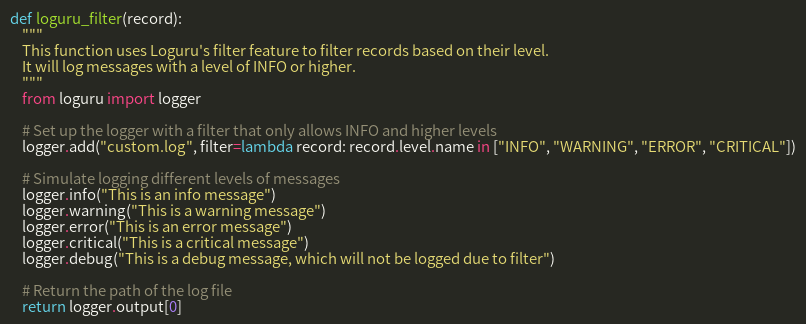 def loguru_filter(record):
"""
This function uses Loguru's filter feature to filter records based on their level.
It will log messages with a level of INFO or higher.
"""
from loguru import logger
# Set up the logger with a filter that only allows INFO and higher levels
logger.add("custom.log", filter=lambda record: record.level.name in ["INFO", "WARNING", "ERROR", "CRITICAL"])
# Simulate logging different levels of messages
logger.info("This is an info message")
logger.warning("This is a warning message")
logger.error("This is an error message")
logger.critical("This is a critical message")
logger.debug("This is a debug message, which will not be logged due to filter")
# Return the path of the log file
return logger.output[0]